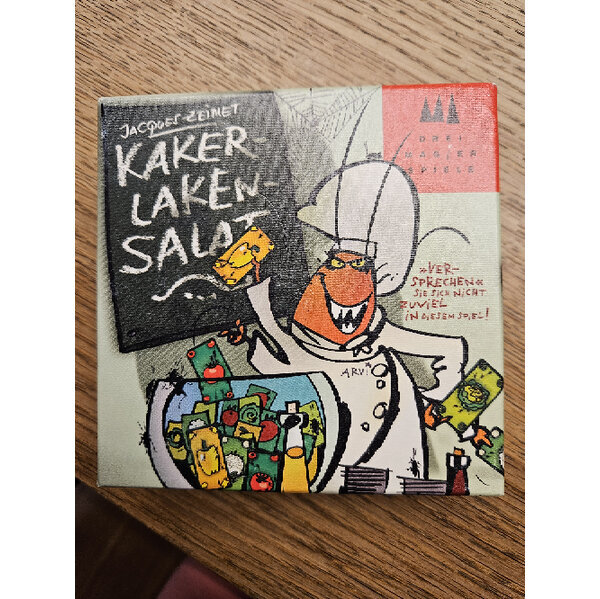 JACQUES ZEIMET
KAKER-
LAKEN-
SALAT
DREI
MAGIER
SPIELE
»VER-
SPRECHEN«
SIE SICH NICHT
ZUVIEL
IN DIESEM SPIEL!
ARVI